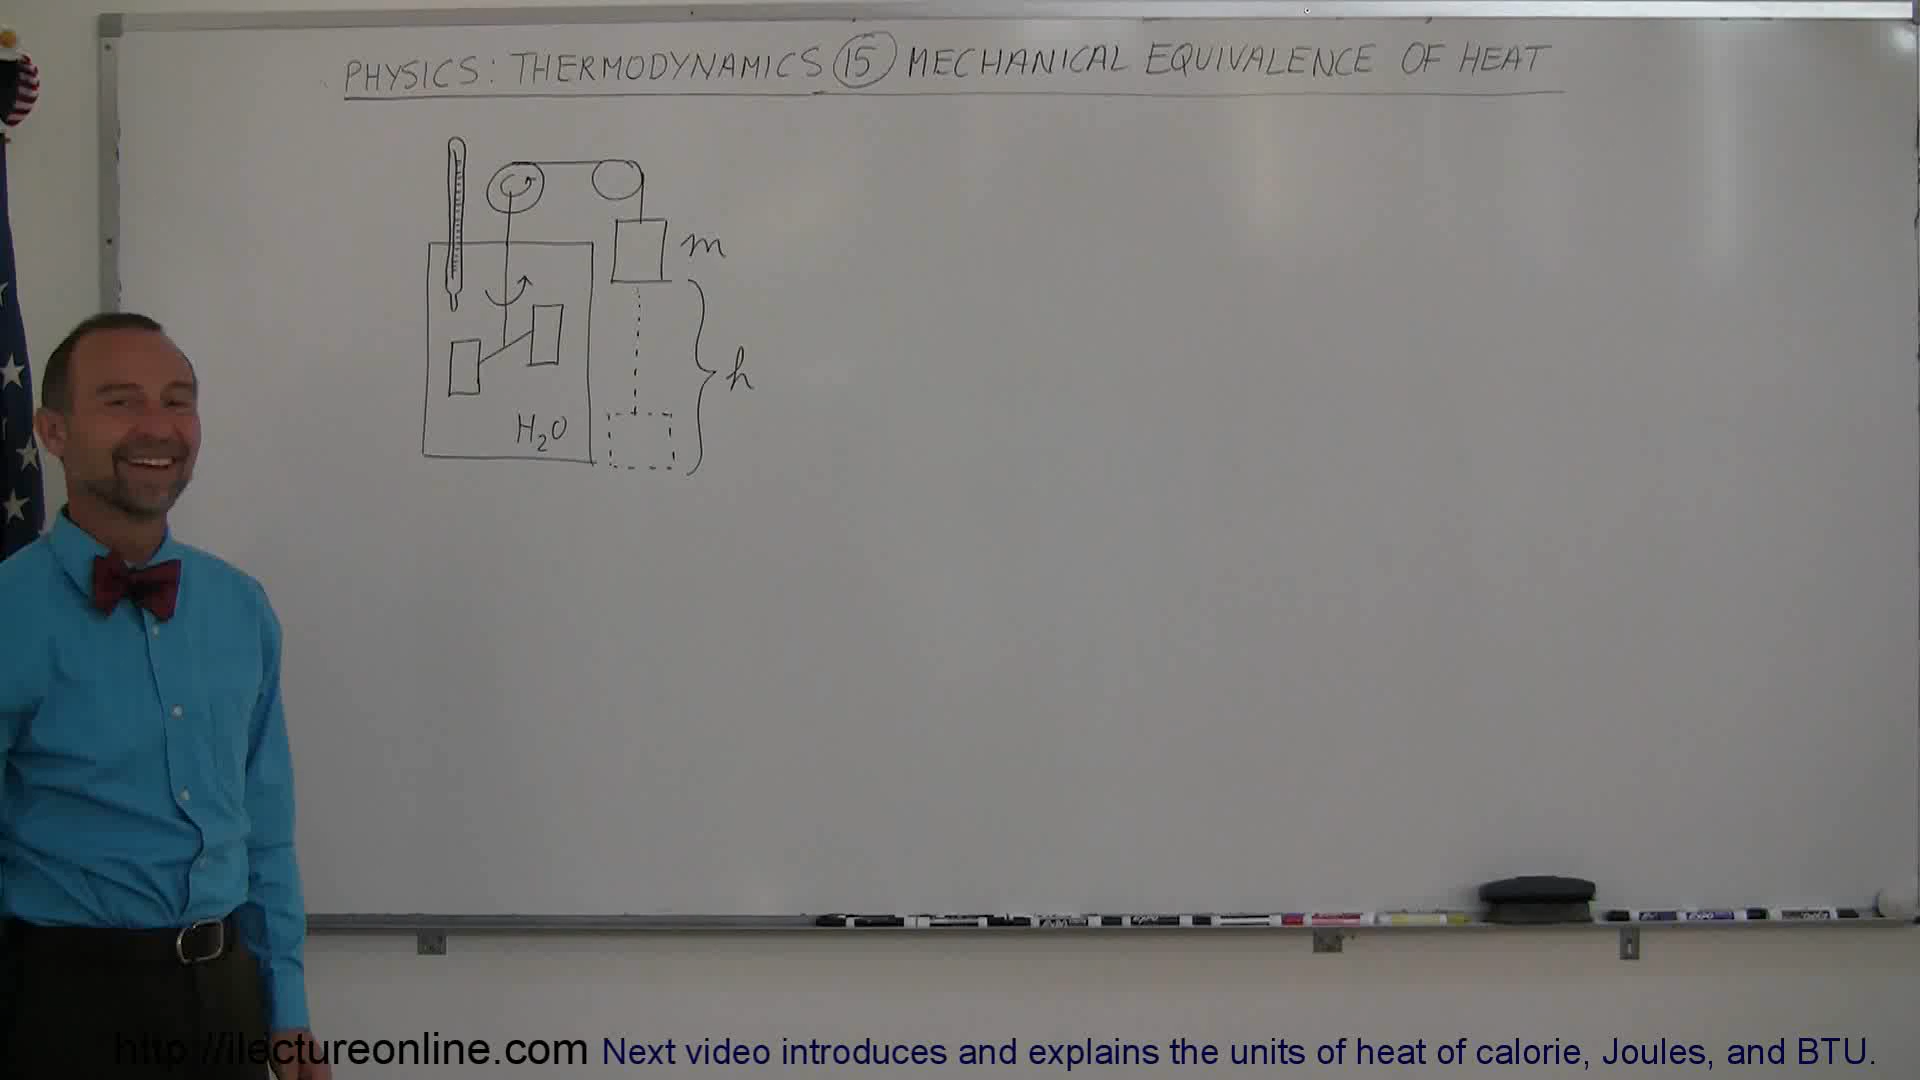 PHYSICS: THERMODYNAMICS 15 MECHANICAL EQUIVALENCE OF HEAT
m
h
H2O
http://ilectureonline.com Next video introduces and explains the units of heat of calorie, Joules, and BTU.